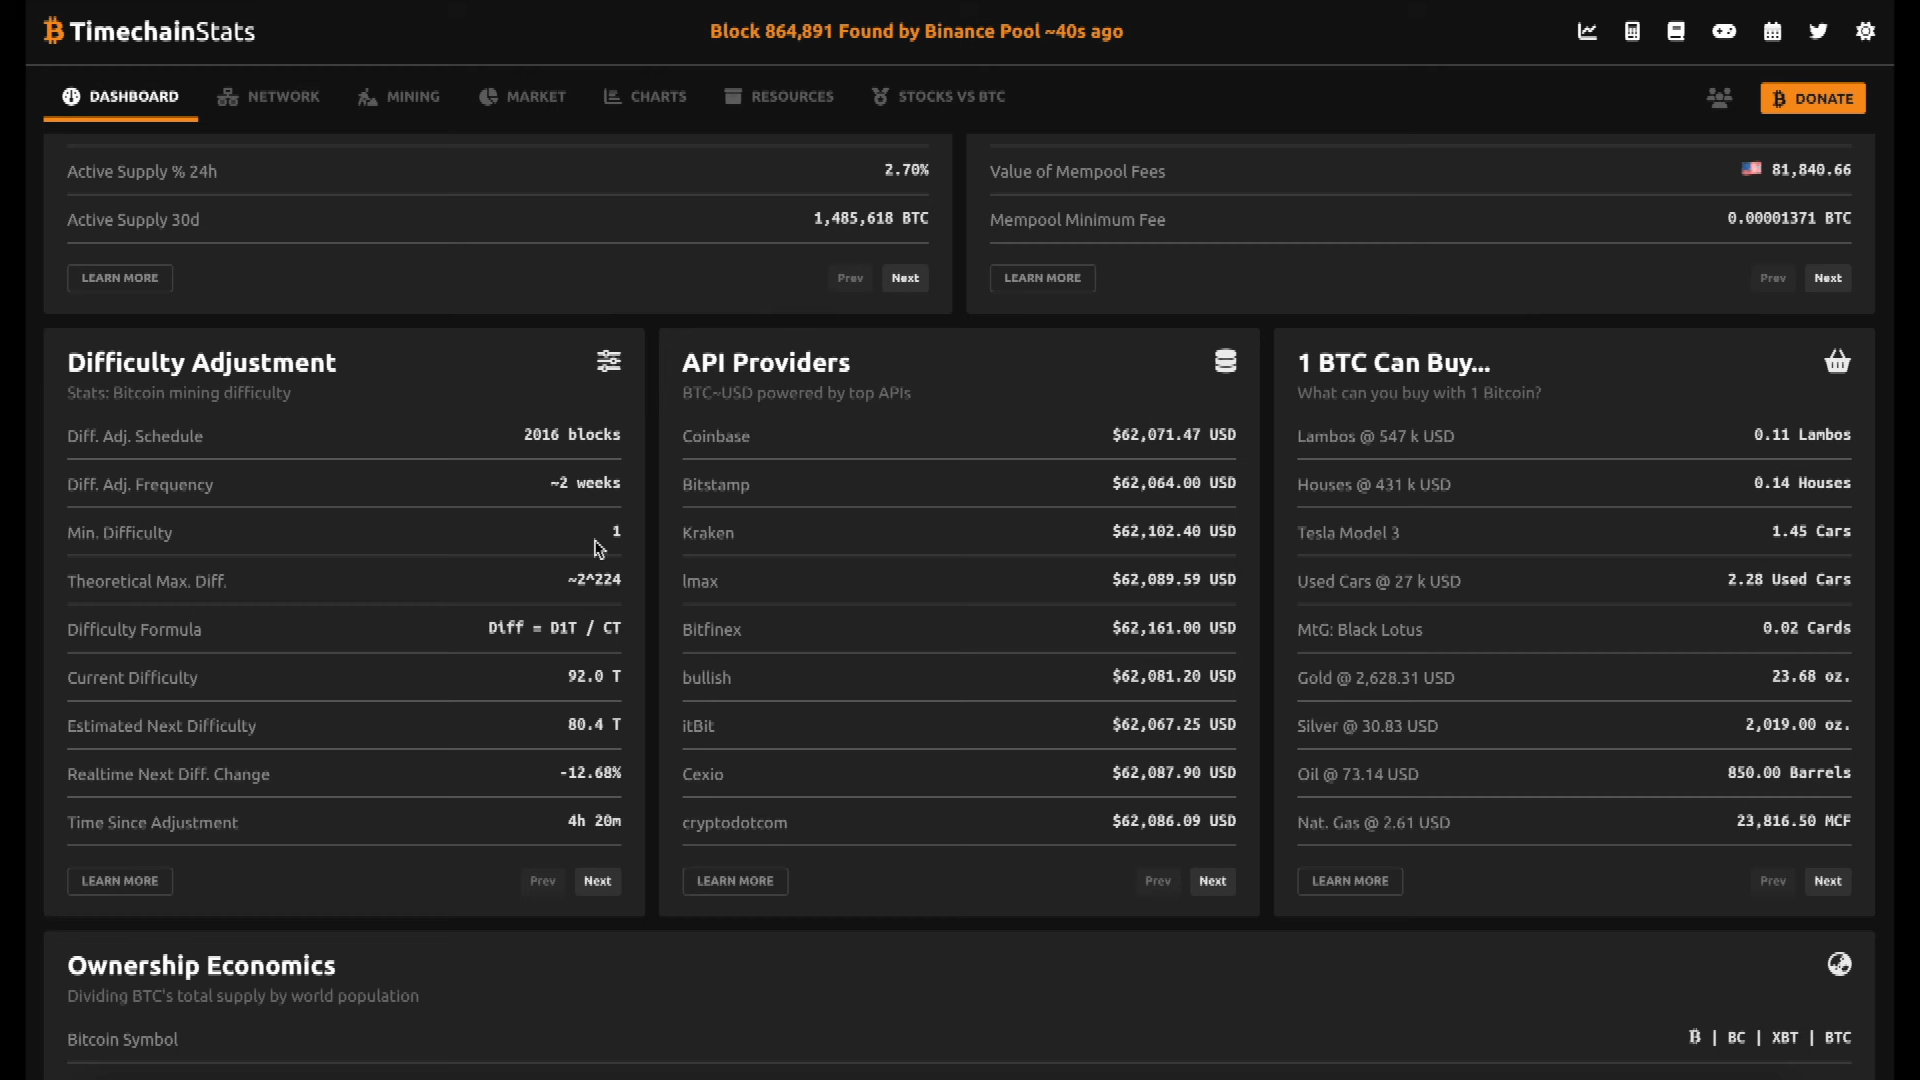 TimechainStats
Block 864,891 Found by Binance Pool ~40s ago
DASHBOARD
NETWORK
MINING
MARKET
CHARTS
RESOURCES
STOCKS VS BTC
DONATE
Active Supply % 24h 2.70%
Active Supply 30d 1,485,618 BTC
LEARN MORE Prev Next
Value of Mempool Fees 81,840.66
Mempool Minimum Fee 0.00001371 BTC
LEARN MORE Prev Next
Difficulty Adjustment
Stats: Bitcoin mining difficulty
Diff. Adj. Schedule 2016 blocks
Diff. Adj. Frequency ~2 weeks
Min. Difficulty 1
Theoretical Max. Diff. ~2^224
Difficulty Formula Diff = D1T / CT
Current Difficulty 92.0 T
Estimated Next Difficulty 80.4 T
Realtime Next Diff. Change -12.68%
Time Since Adjustment 4h 20m
LEARN MORE Prev Next
API Providers
BTC~USD powered by top APIs
Coinbase $62,071.47 USD
Bitstamp $62,064.00 USD
Kraken $62,102.40 USD
lmax $62,089.59 USD
Bitfinex $62,161.00 USD
bullish $62,081.20 USD
itBit $62,067.25 USD
Cexio $62,087.90 USD
cryptodotcom $62,086.09 USD
LEARN MORE Prev Next
1 BTC Can Buy...
What can you buy with 1 Bitcoin?
Lambos @ 547 k USD 0.11 Lambos
Houses @ 431 k USD 0.14 Houses
Tesla Model 3 1.45 Cars
Used Cars @ 27 k USD 2.28 Used Cars
MtG: Black Lotus 0.02 Cards
Gold @ 2,628.31 USD 23.68 oz.
Silver @ 30.83 USD 2,019.00 oz.
Oil @ 73.14 USD 850.00 Barrels
Nat. Gas @ 2.61 USD 23,816.50 MCF
LEARN MORE Prev Next
Ownership Economics
Dividing BTC's total supply by world population
Bitcoin Symbol ₿ | BC | XBT | BTC